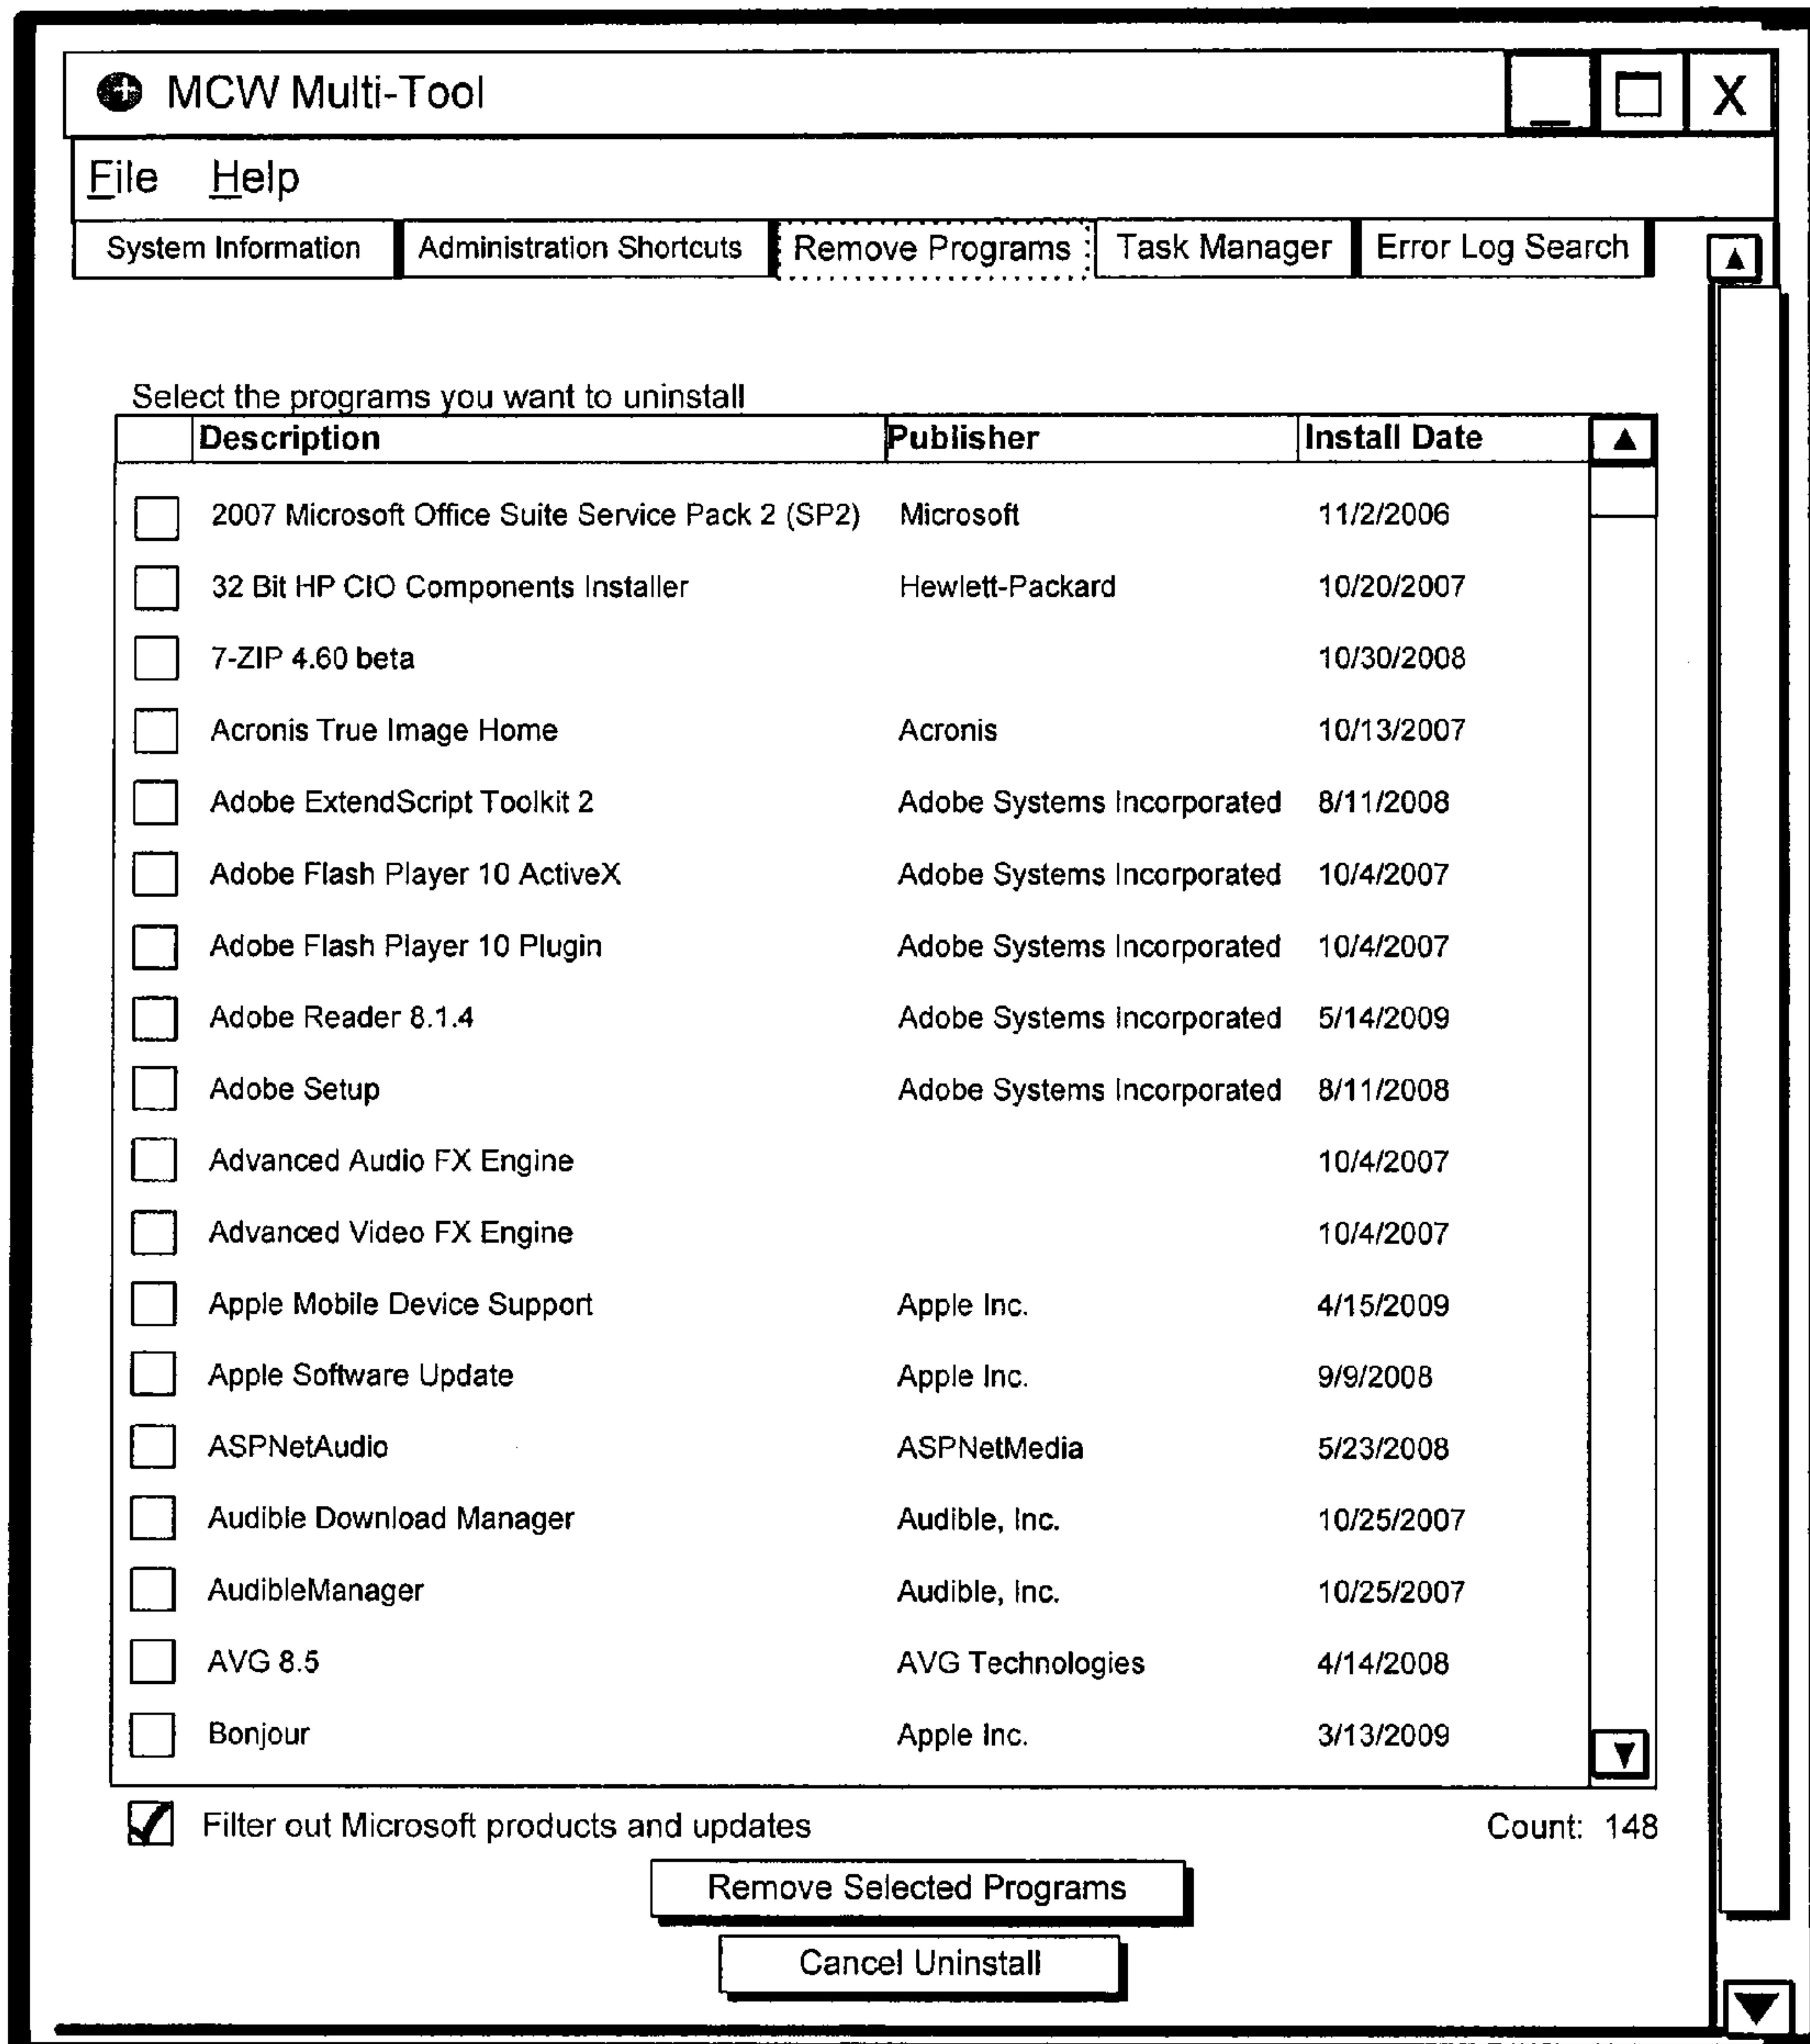 MCW Multi-Tool X
File Help
System Information Administration Shortcuts Remove Programs Task Manager Error Log Search
Select the programs you want to uninstall
Description Publisher Install Date
2007 Microsoft Office Suite Service Pack 2 (SP2) Microsoft 11/2/2006
32 Bit HP CIO Components Installer Hewlett-Packard 10/20/2007
7-ZIP 4.60 beta 10/30/2008
Acronis True Image Home Acronis 10/13/2007
Adobe ExtendScript Toolkit 2 Adobe Systems Incorporated 8/11/2008
Adobe Flash Player 10 ActiveX Adobe Systems Incorporated 10/4/2007
Adobe Flash Player 10 Plugin Adobe Systems Incorporated 10/4/2007
Adobe Reader 8.1.4 Adobe Systems Incorporated 5/14/2009
Adobe Setup Adobe Systems Incorporated 8/11/2008
Advanced Audio FX Engine 10/4/2007
Advanced Video FX Engine 10/4/2007
Apple Mobile Device Support Apple Inc. 4/15/2009
Apple Software Update Apple Inc. 9/9/2008
ASPNetAudio ASPNetMedia 5/23/2008
Audible Download Manager Audible, Inc. 10/25/2007
AudibleManager Audible, Inc. 10/25/2007
AVG 8.5 AVG Technologies 4/14/2008
Bonjour Apple Inc. 3/13/2009
Filter out Microsoft products and updates Count: 148
Remove Selected Programs
Cancel Uninstall